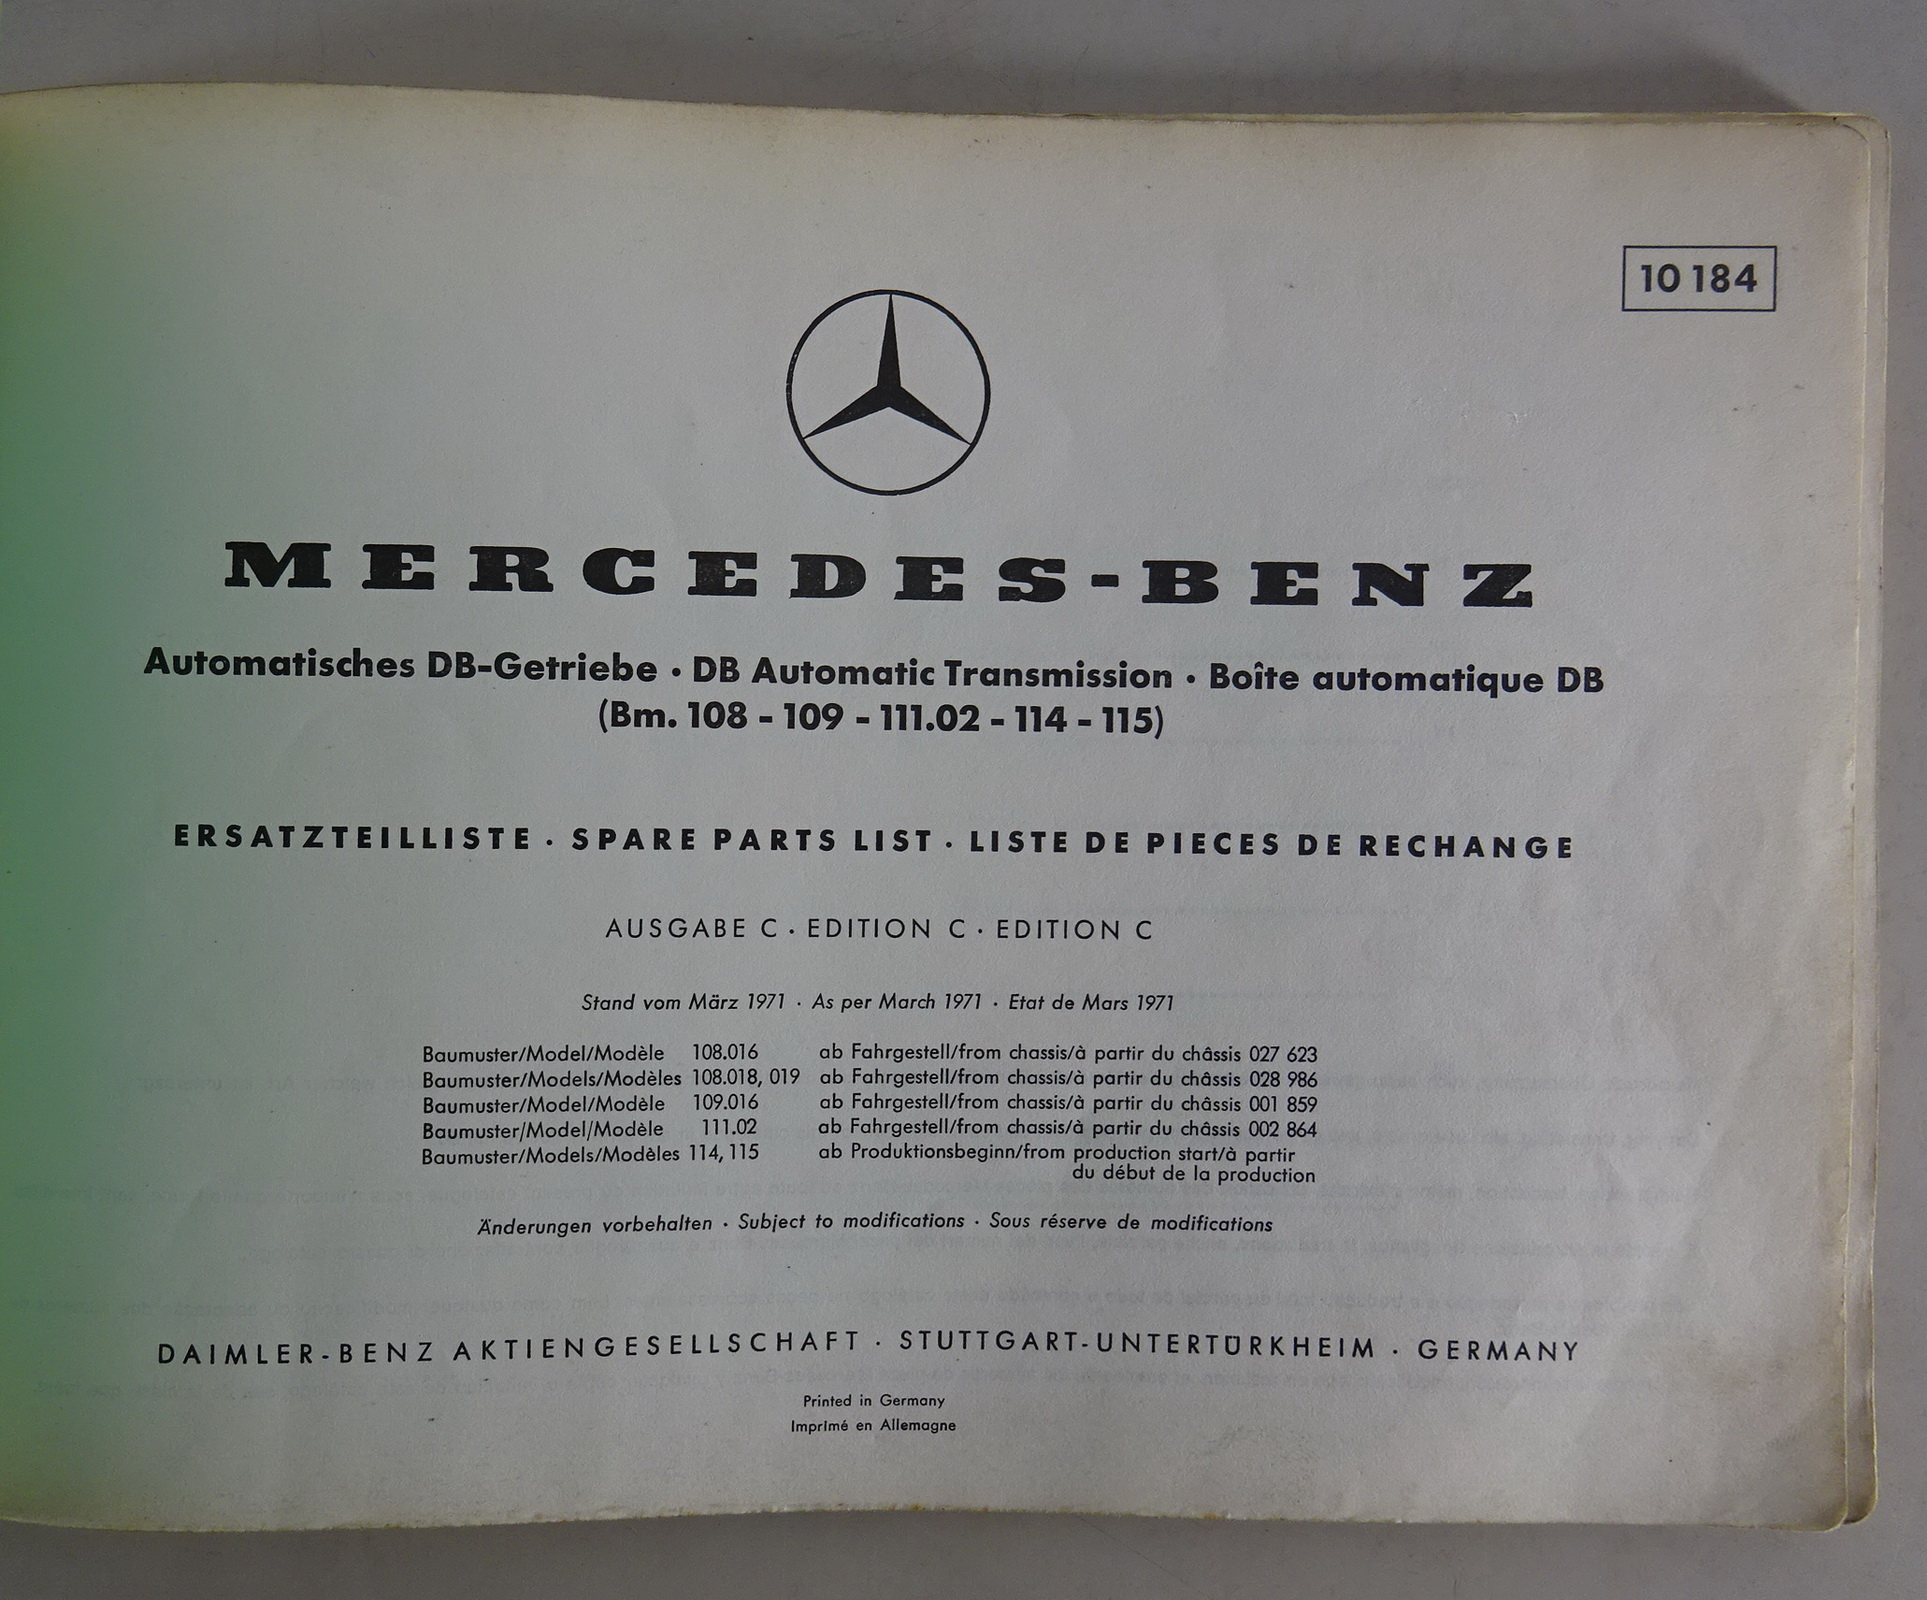 10 184
MERCEDES-BENZ
Automatisches DB-Getriebe · DB Automatic Transmission · Boîte automatique DB
(Bm. 108 - 109 - 111.02 - 114 - 115)
ERSATZTEILLISTE · SPARE PARTS LIST · LISTE DE PIECES DE RECHANGE
AUSGABE C · EDITION C · EDITION C
Stand vom März 1971 · As per March 1971 · Etat de Mars 1971
Baumuster/Model/Modèle 108.016 ab Fahrgestell/from chassis/à partir du châssis 027 623
Baumuster/Models/Modèles 108.018, 019 ab Fahrgestell/from chassis/à partir du châssis 028 986
Baumuster/Model/Modèle 109.016 ab Fahrgestell/from chassis/à partir du châssis 001 859
Baumuster/Model/Modèle 111.02 ab Fahrgestell/from chassis/à partir du châssis 002 864
Baumuster/Models/Modèles 114, 115 ab Produktionsbeginn/from production start/à partir
du début de la production
Änderungen vorbehalten · Subject to modifications · Sous réserve de modifications
DAIMLER-BENZ AKTIENGESELLSCHAFT · STUTTGART-UNTERTÜRKHEIM · GERMANY
Printed in Germany
Imprimé en Allemagne